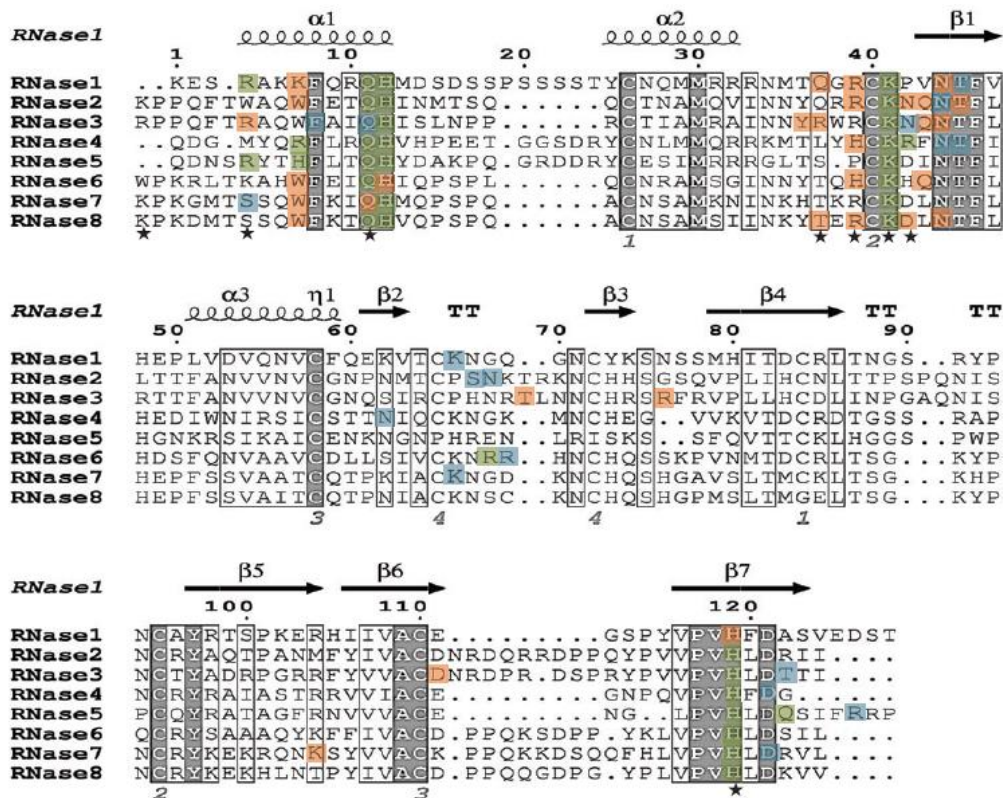 α1 α2 β1
RNase1
1 10 20 30 40
RNase1 ..KES.RAKKFQRQHMDSDSSPSSSSTYCNQMMRRRNMTQGRCKPVNTFV
RNase2 KPPQFTWAQWFETQHINMTSQ.......CTNAMQVINNYQRRCKNQNTFL
RNase3 RPPQFTRAQWFAIQHISLNPP.......RCTIAMRAINNYRWRCKNQNTFL
RNase4 ..QDG.MYQRFLRQHVHPEET.GGSDRYCNLMMQRRKMTLYHCKRFNTFI
RNase5 ..QDNSRYTHFLTQHYDAKPQ.GRDDRYCESIMRRRGLTS.PCKDINTFI
RNase6 WPKRLTKAHWFEIQHIQPSPL.......QCNRAMSGINNYTQHCKHQNTFL
RNase7 KPKGMTSSQWFKIQHMQPSPQ.......ACNSAMKNINKHTKRCKDLNTFL
RNase8 KPKDMTSSQWFKTQHVQPSPQ.......ACNSAMSIINKYTERCKDLNTFL
★ ★ ★ ★ ★ ★ ★
1 2
α3 η1 β2 TT β3 β4 TT TT
RNase1
50 60 70 80 90
RNase1 HEPLVDVQNVCFQEKVTCKNGQ..GNCYKSNSSMHITDCRLTNGS..RYP
RNase2 LTTFANVVNVCGNPNMTCPSNKTRKNCHHSGSQVPLIHCNLTTPSPQNIS
RNase3 RTTFANVVNVCGNQSIRCPHNRTLNNCHRSRFRVPLLHCDLINPGAQNIS
RNase4 HEDIWNIRSICSTTNIQCKNGK..MNCHEG..VVKVTDCRDTGSS..RAP
RNase5 HGNKRSIKAICENKNGNPHREN..LRISKS..SFQVTTCKLHGGS..PWP
RNase6 HDSFQNVAAVCDLLSIVCKNRR..HNCHQSSKPVNMTDCRLTSG...KYP
RNase7 HEPFSSVAATCQTPKIACKNGD..KNCHQSHGAVSLTMCKLTSG...KHP
RNase8 HEPFSSVAITCQTPNIACKNSC..KNCHQSHGPMSLTMGELTSG...KYP
3 4 4 1
β5 β6 β7
RNase1
100 110 120
RNase1 NCAYRTSPKERHIIVACE..........GSPYVPVHFDASVEDST
RNase2 NCRYAQTPANMFYIVACDNRDQRRDPPQYPVVPVHLDRII....
RNase3 NCTYADRPGRRFYVVACDNRDPR.DSPRYPVVPVHLDTTI....
RNase4 NCRYRAIASTRRVVIACE..........GNPQVPVHFDG.....
RNase5 PCQYRATAGFRNVVVACE..........NG.LPVHLDQSIFRRP
RNase6 QCRYSAAAQYKFFIVACD.PPQKSDPP.YKLVPVHLDSIL....
RNase7 NCRYKEKRQNKSYVVACK.PPQKKDSQQFHLVPVHLDRVL....
RNase8 NCRYKEKHLNTPYIVACD.PPQQGDPG.YPLVPVHLDKVV....
2 3 ★